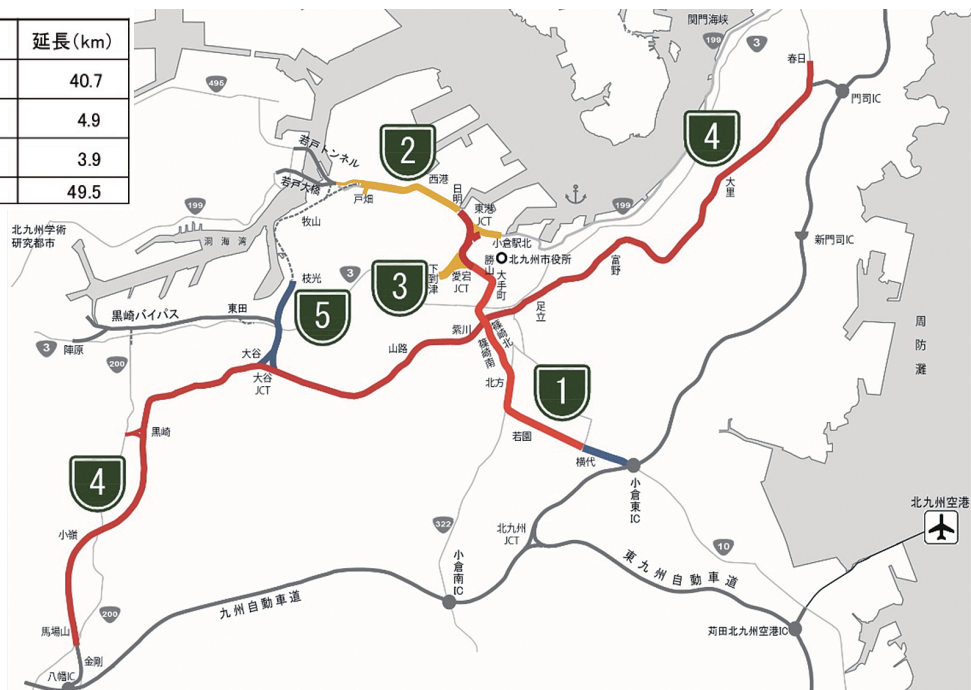 延長(km)
40.7
4.9
3.9
49.5
関門海峡
199
3
春日
門司IC
495
若戸トンネル
若戸大橋
2
西港
日明
戸畑
東港
JCT
4
大里
199
199
牧山
小倉駅北
北九州市役所
新門司IC
北九州学術
研究都市
洞海湾
勝山
大手町
富野
枝光
3
3
下到津
愛宕
JCT
足立
5
黒崎バイパス
東田
周防灘
3
陣原
200
大谷
大谷
JCT
山路
紫川
篠崎北
篠崎南
北方
1
若園
横代
黒崎
4
小倉東IC
小嶺
322
北九州
JCT
10
北九州空港
小倉南IC
東九州自動車道
九州自動車道
200
馬場山
金剛
八幡IC
苅田北九州空港IC